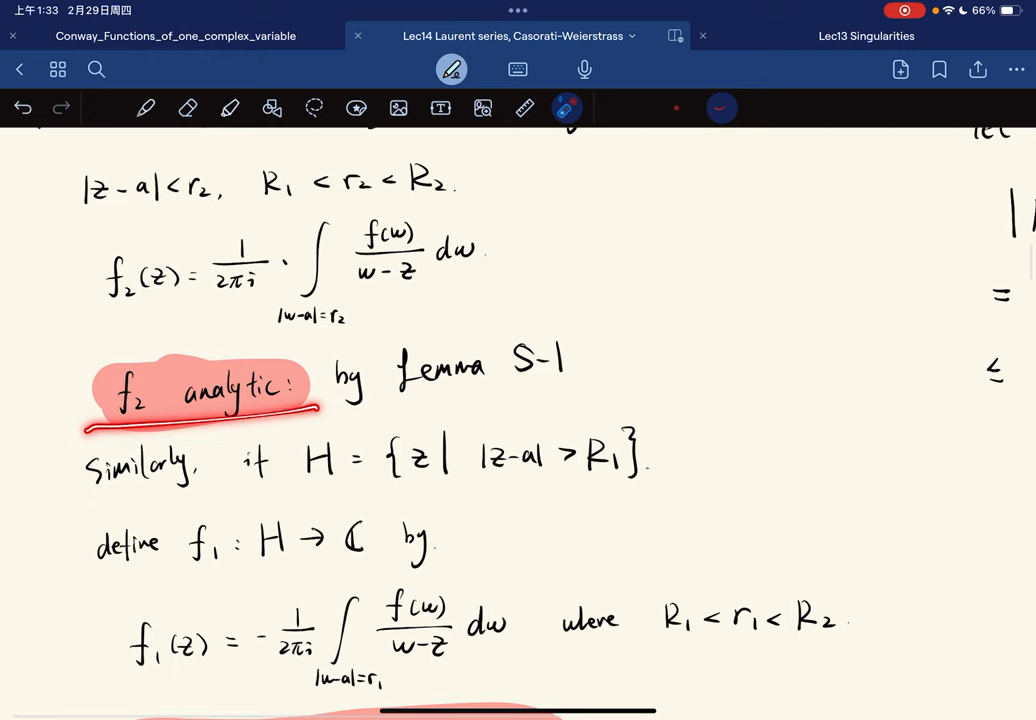 上午1:33 2月29日周四 66%
Conway_Functions_of_one_complex_variable Lec14 Laurent series, Casorati-Weierstrass Lec13 Singularities
let
|z-a|<r₂, R₁ < r₂ < R₂.
f₂(z) = 1/2πi · ∫_{|w-a|=r₂} f(w)/w-z dw.
=
f₂ analytic: by Lemma S-1
≤
Similarly, if H = {z| |z-a| > R₁}.
define f₁ : H → ℂ by.
f₁(z) = - 1/2πi ∫_{|w-a|=r₁} f(w)/w-z dw where R₁ < r₁ < R₂.